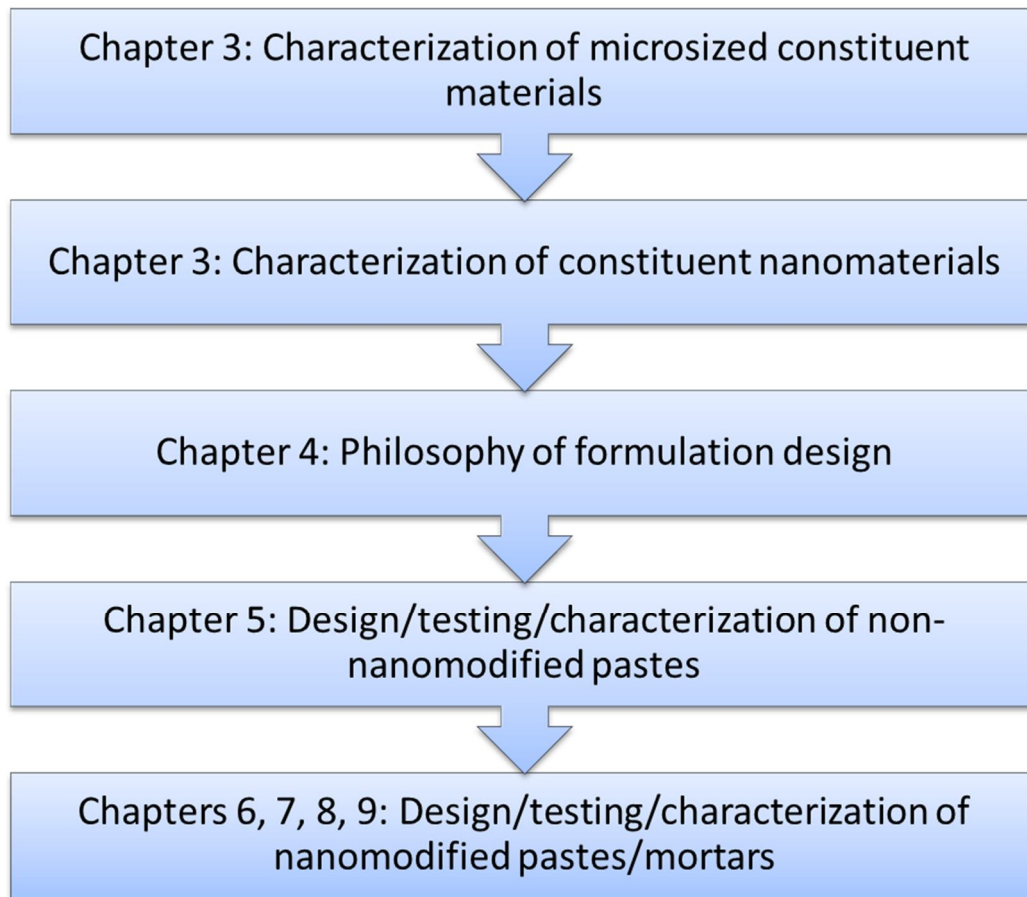 Chapter 3: Characterization of microsized constituent
materials
Chapter 3: Characterization of constituent nanomaterials
Chapter 4: Philosophy of formulation design
Chapter 5: Design/testing/characterization of non-
nanomodified pastes
Chapters 6, 7, 8, 9: Design/testing/characterization of
nanomodified pastes/mortars